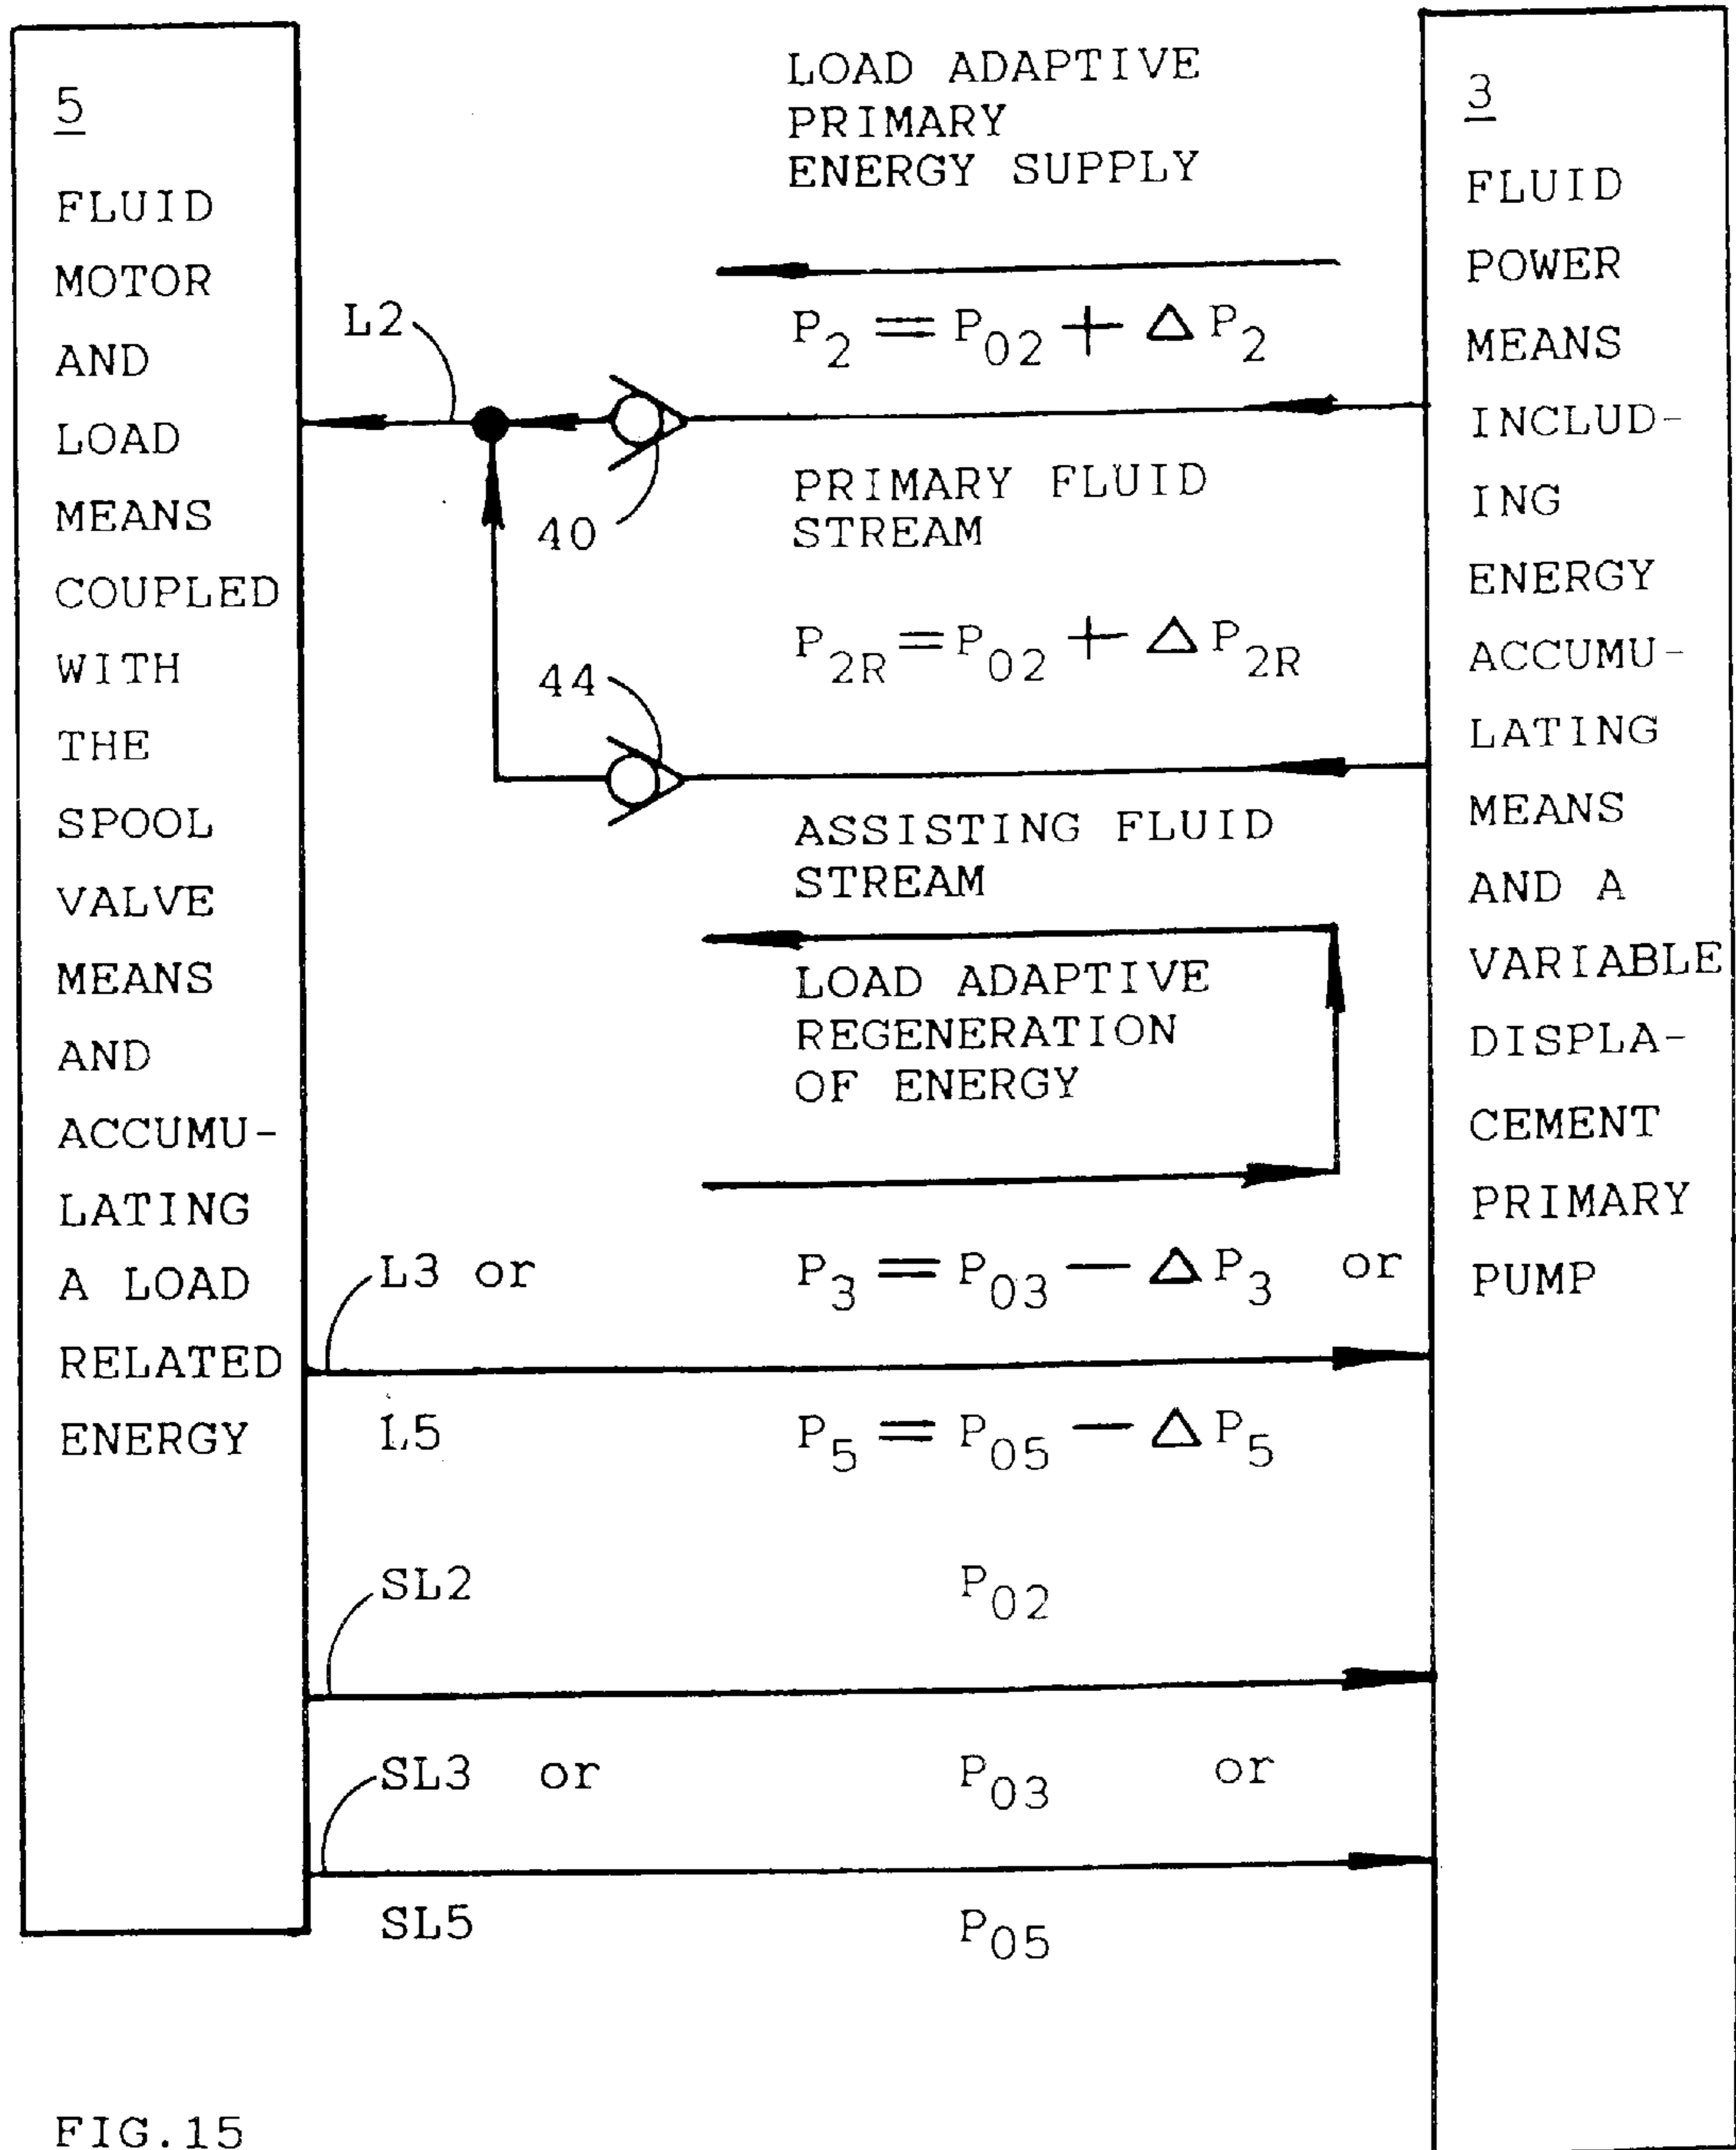 5
FLUID
MOTOR
AND
LOAD
MEANS
COUPLED
WITH
THE
SPOOL
VALVE
MEANS
AND
ACCUMU-
LATING
A LOAD
RELATED
ENERGY
LOAD ADAPTIVE
PRIMARY
ENERGY SUPPLY
P2 = P02 + ΔP2
L2
40
PRIMARY FLUID
STREAM
P2R = P02 + ΔP2R
44
ASSISTING FLUID
STREAM
LOAD ADAPTIVE
REGENERATION
OF ENERGY
L3 or
P3 = P03 − ΔP3 or
L5
P5 = P05 − ΔP5
SL2
P02
SL3 or
P03 or
SL5
P05
3
FLUID
POWER
MEANS
INCLUD-
ING
ENERGY
ACCUMU-
LATING
MEANS
AND A
VARIABLE
DISPLA-
CEMENT
PRIMARY
PUMP
FIG.15